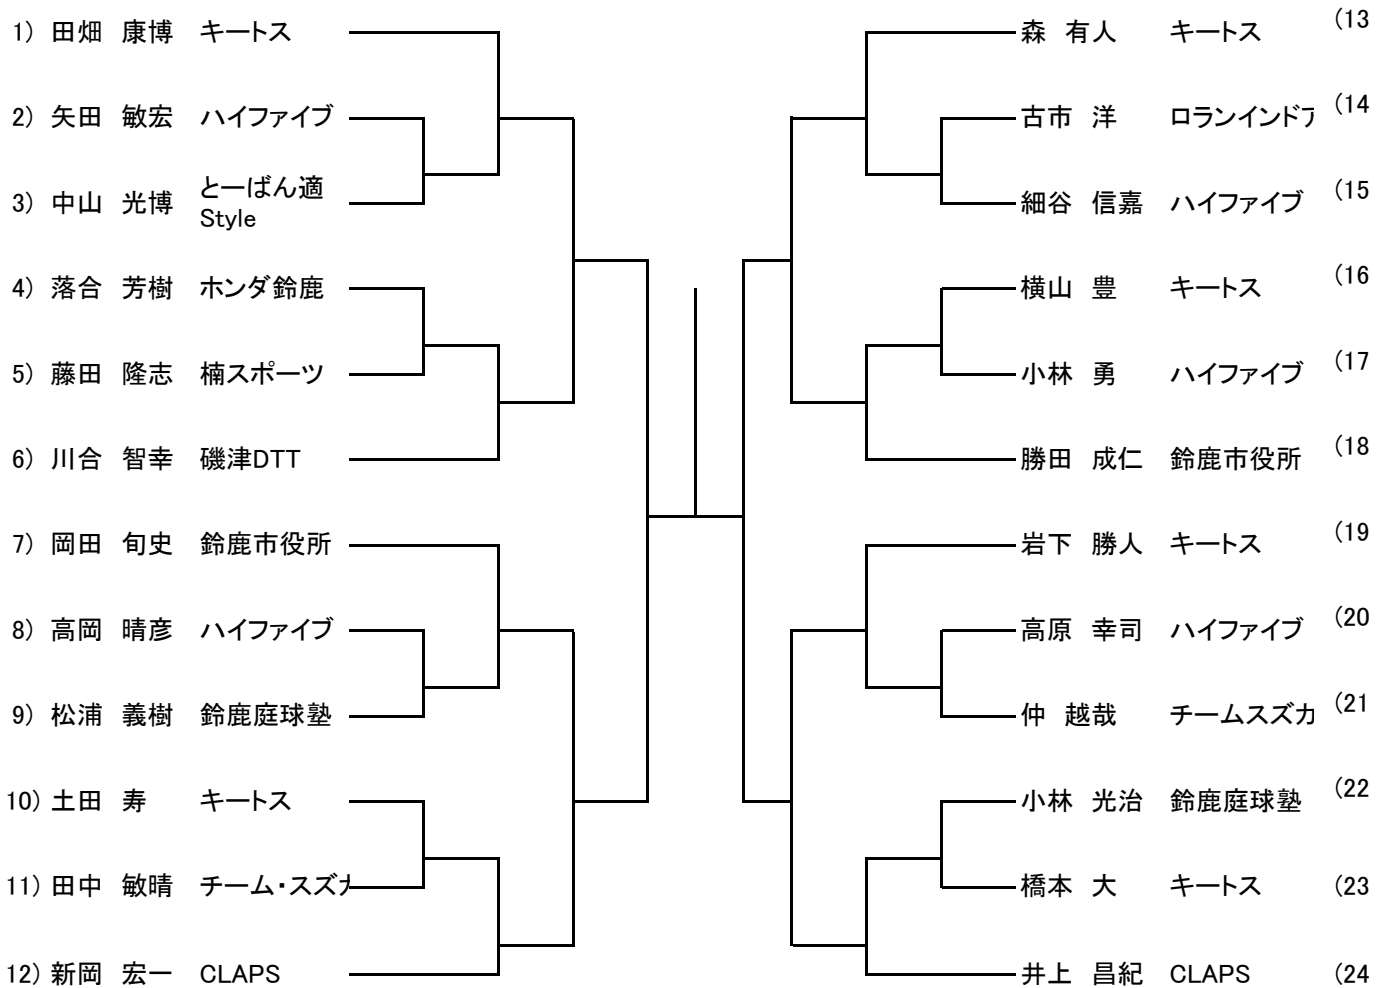 1) 田畑 康博 キートス
2) 矢田 敏宏 ハイファイブ
3) 中山 光博 とーばん適
Style
4) 落合 芳樹 ホンダ鈴鹿
5) 藤田 隆志 楠スポーツ
6) 川合 智幸 磯津DTT
7) 岡田 旬史 鈴鹿市役所
8) 高岡 晴彦 ハイファイブ
9) 松浦 義樹 鈴鹿庭球塾
10) 土田 寿 キートス
11) 田中 敏晴 チーム・スズカ
12) 新岡 宏一 CLAPS
森 有人 キートス (13
古市 洋 ロランインドア (14
細谷 信嘉 ハイファイブ (15
横山 豊 キートス (16
小林 勇 ハイファイブ (17
勝田 成仁 鈴鹿市役所 (18
岩下 勝人 キートス (19
高原 幸司 ハイファイブ (20
仲 越哉 チームスズカ (21
小林 光治 鈴鹿庭球塾 (22
橋本 大 キートス (23
井上 昌紀 CLAPS (24